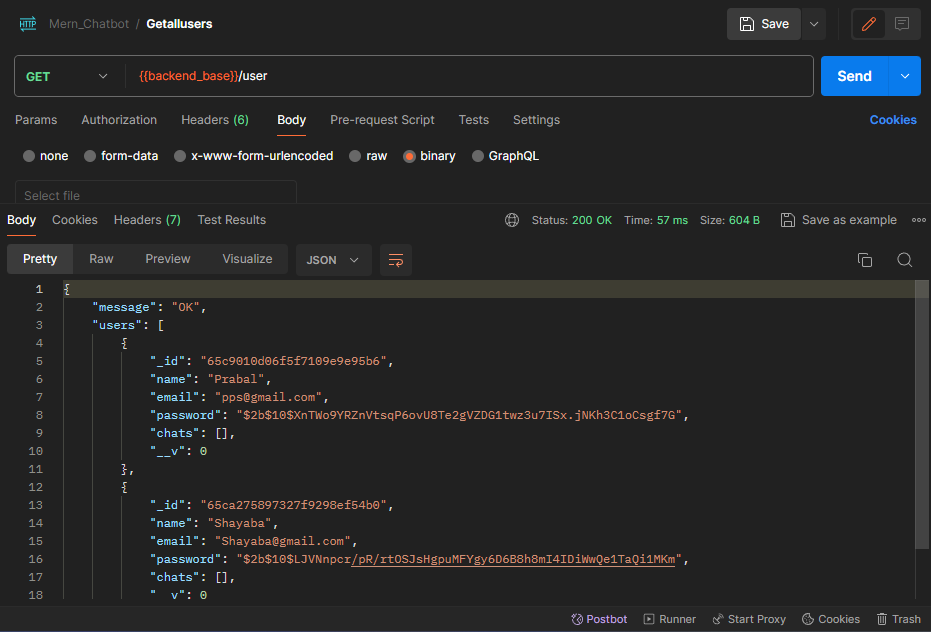 HTTP Mern_Chatbot / Getallusers Save
GET {{backend_base}}/user Send
Params Authorization Headers (6) Body Pre-request Script Tests Settings Cookies
none form-data x-www-form-urlencoded raw binary GraphQL
Select file
Body Cookies Headers (7) Test Results Status: 200 OK Time: 57 ms Size: 604 B Save as example
Pretty Raw Preview Visualize JSON
1 {
2 "message": "OK",
3 "users": [
4 {
5 "_id": "65c9010d06f5f7109e9e95b6",
6 "name": "Prabal",
7 "email": "pps@gmail.com",
8 "password": "$2b$10$XnTWo9YRZnVtsqP6ovU8Te2gVZDG1twz3u7ISx.jNKh3C1oCsgf7G",
9 "chats": [],
10 "__v": 0
11 },
12 {
13 "_id": "65ca275897327f9298ef54b0",
14 "name": "Shayaba",
15 "email": "Shayaba@gmail.com",
16 "password": "$2b$10$LJVNnpcr/pR/rtOSJsHgpuMFYgy6D6B8h8mI4IDiWwQe1TaQi1MKm",
17 "chats": [],
18 "__v": 0
Postbot Runner Start Proxy Cookies Trash